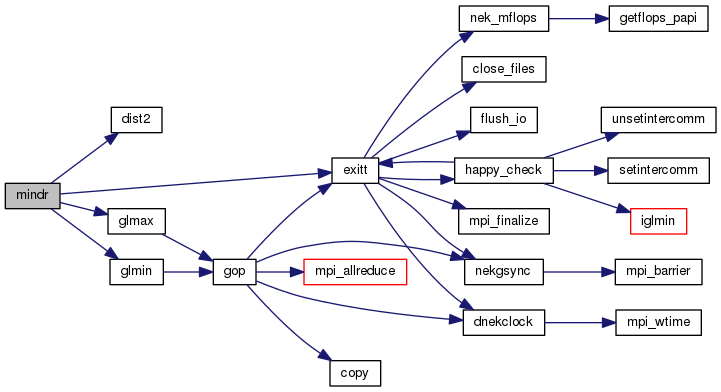 mindr
dist2
glmax
glmin
gop
exitt
mpi_allreduce
copy
nek_mflops
close_files
flush_io
happy_check
mpi_finalize
nekgsync
dnekclock
getflops_papi
unsetintercomm
setintercomm
iglmin
mpi_barrier
mpi_wtime